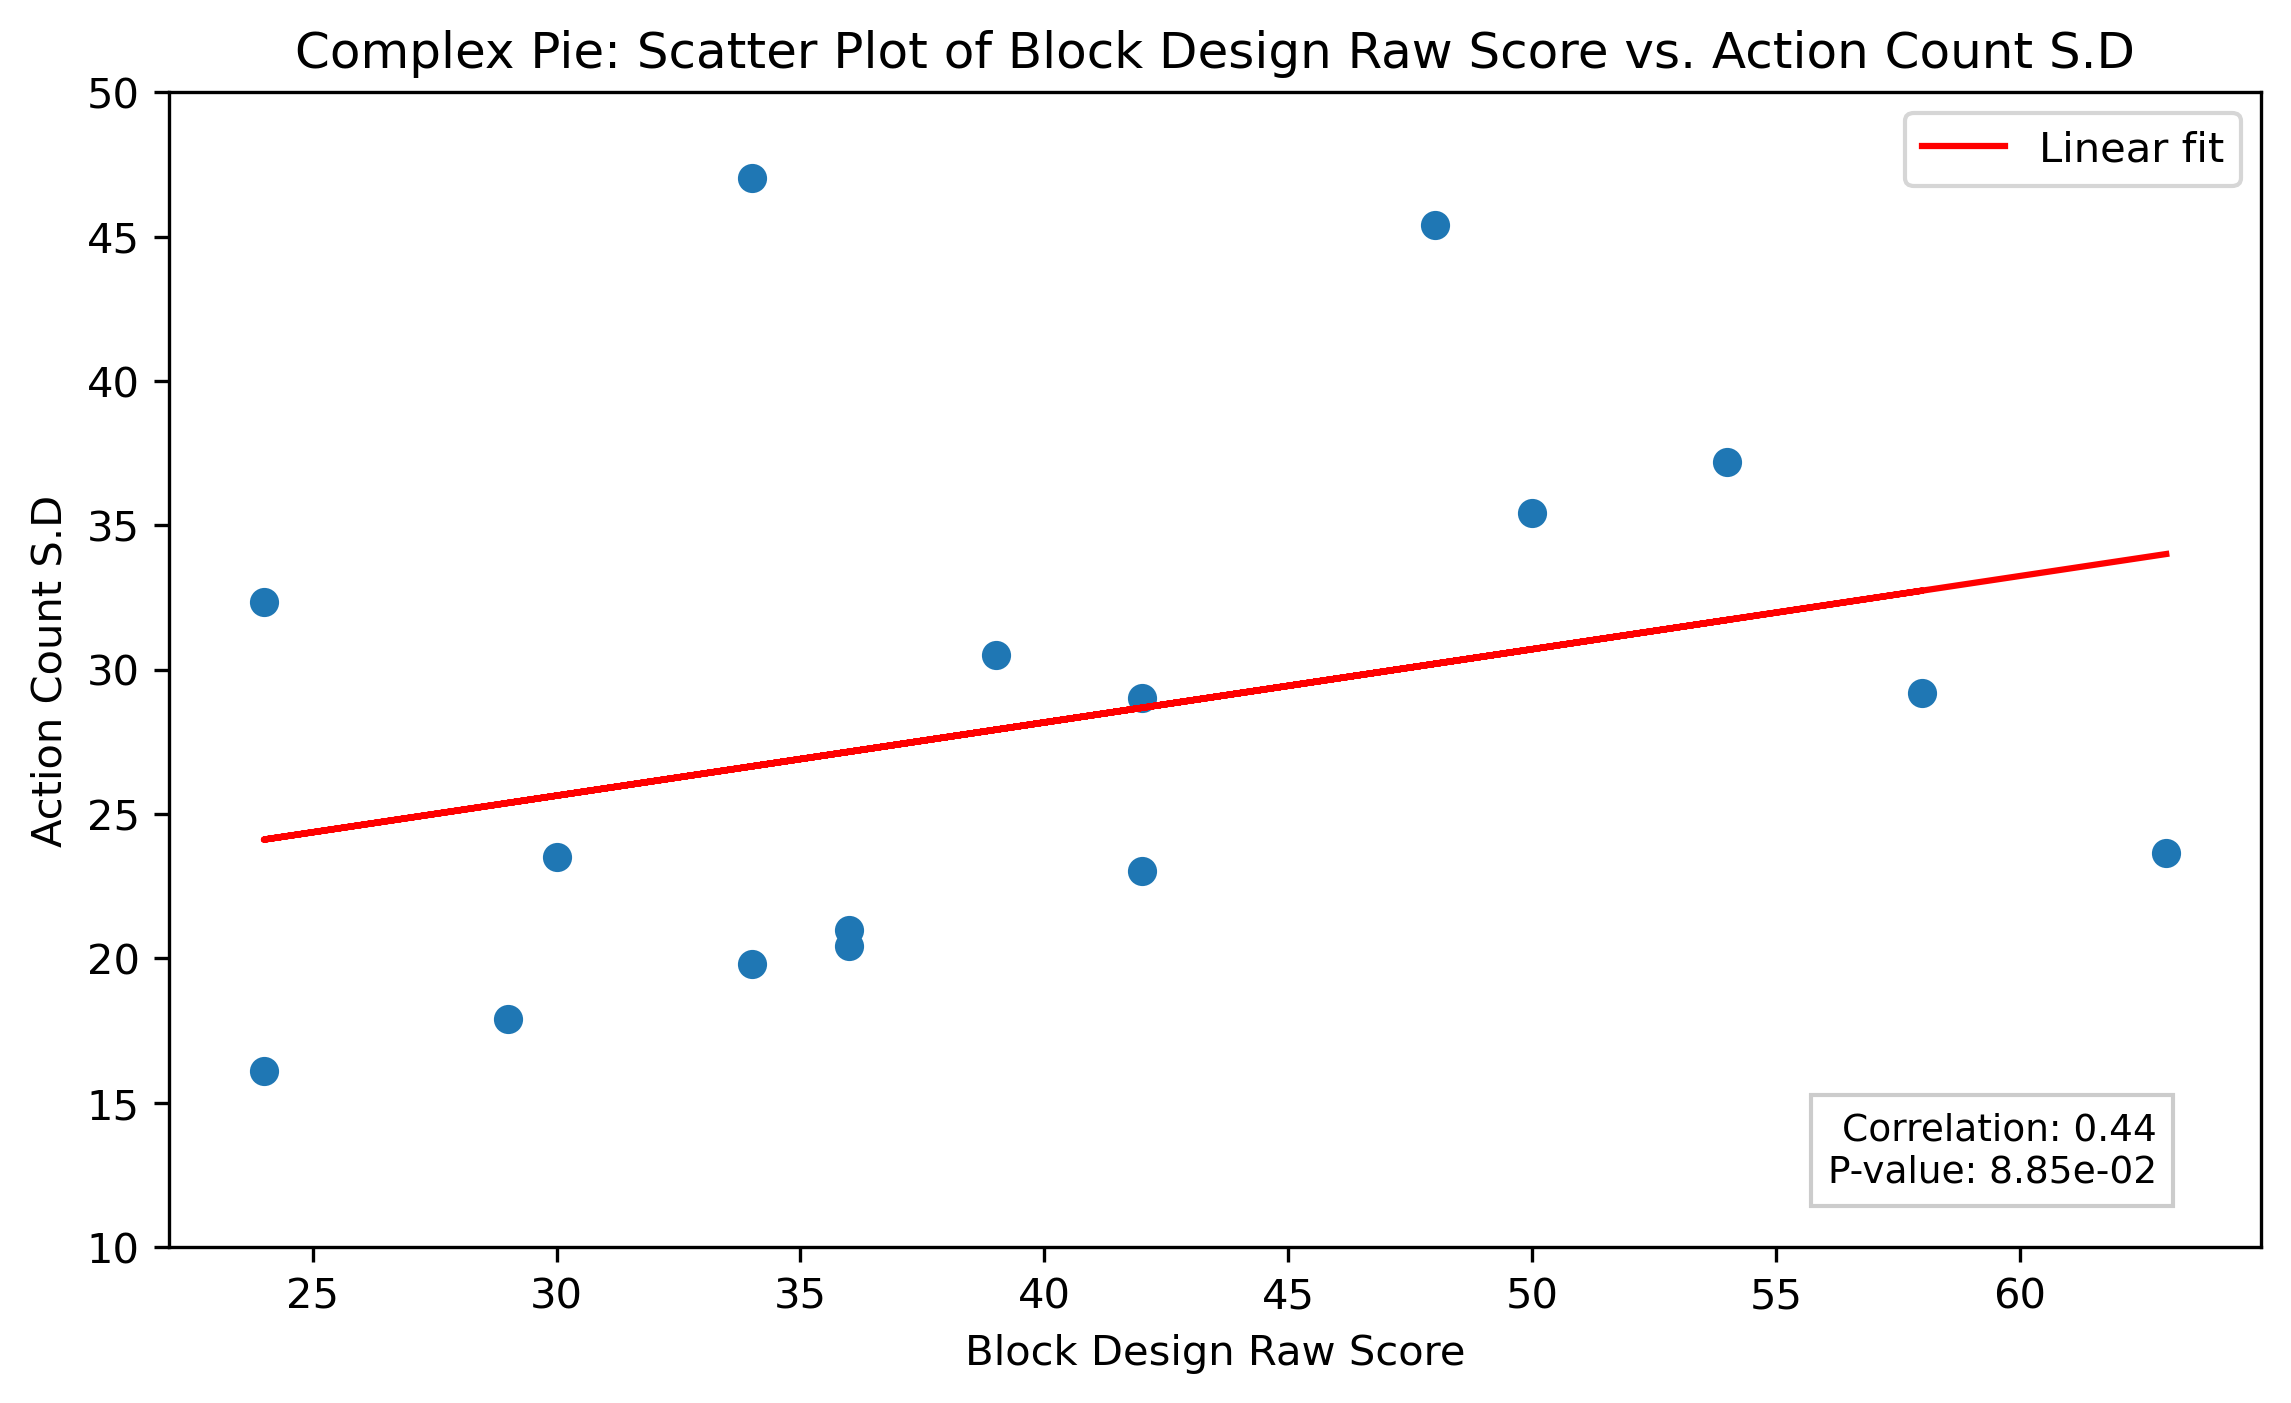 Complex Pie: Scatter Plot of Block Design Raw Score vs. Action Count S.D
Linear fit
50
45
40
35
30
25
20
15
10
Action Count S.D
Correlation: 0.44
P-value: 8.85e-02
25 30 35 40 45 50 55 60
Block Design Raw Score